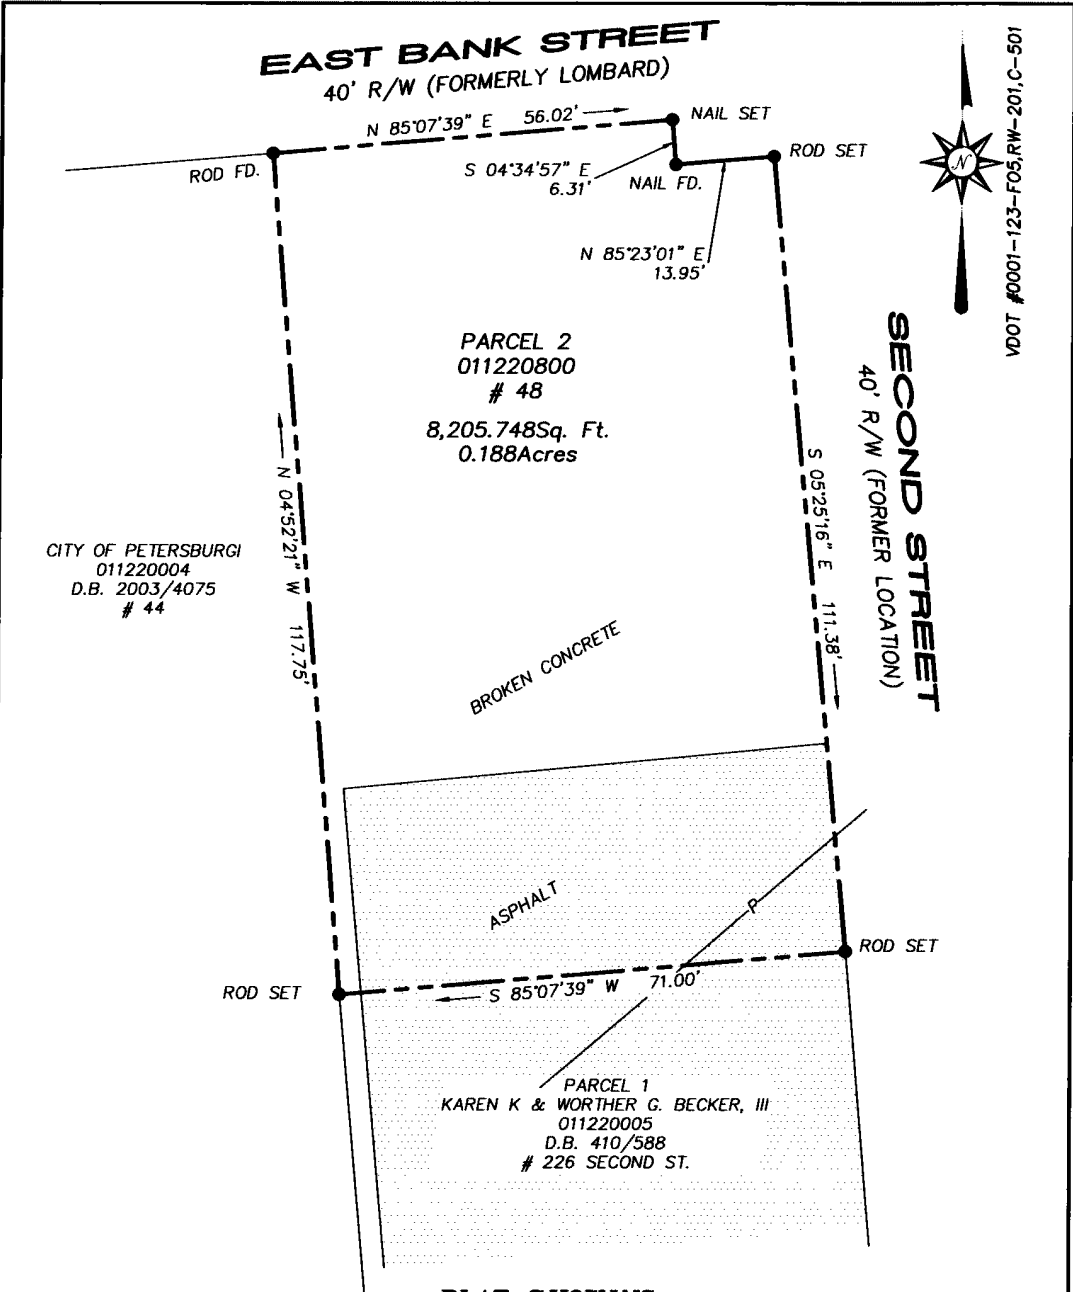 EAST BANK STREET
40' R/W (FORMERLY LOMBARD)
N 85°07'39" E 56.02'
NAIL SET
ROD FD.
S 04°34'57" E
6.31'
NAIL FD.
ROD SET
N 85°23'01" E
13.95'
N
VDOT #0001-123-F05,RW-201,C-501
PARCEL 2
011220800
# 48
8,205.748Sq. Ft.
0.188Acres
SECOND STREET
40' R/W (FORMER LOCATION)
S 05°25'16" E 111.38'
N 04°52'21" W 117.75'
CITY OF PETERSBURGI
011220004
D.B. 2003/4075
# 44
BROKEN CONCRETE
ASPHALT
P
ROD SET
ROD SET
S 85°07'39" W 71.00'
PARCEL 1
KAREN K & WORTHER G. BECKER, III
011220005
D.B. 410/588
# 226 SECOND ST.
PLAT SHOWING